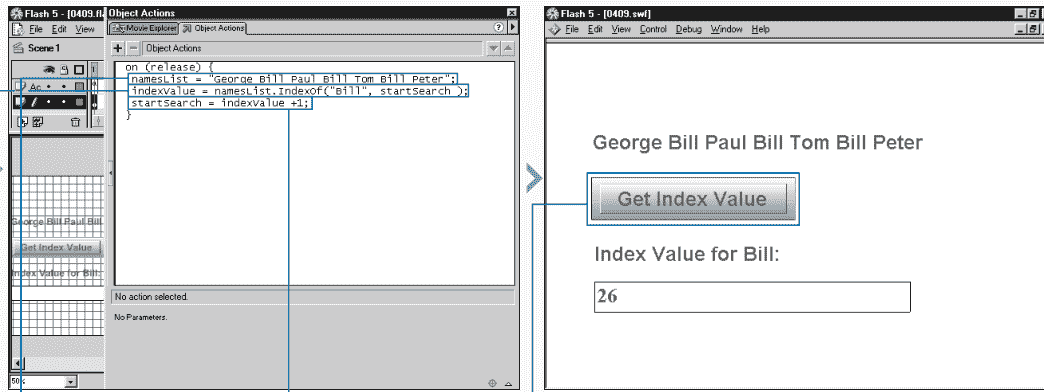 Flash 5 - [0409.fl
File Edit View
Scene 1
Ac
George Bill Paul Bill
Get Index Value
Index Value for Bill:
50%
Object Actions
Movie Explorer Object Actions
?
+ - Object Actions
on (release) {
namesList = "George Bill Paul Bill Tom Bill Peter";
indexValue = namesList.IndexOf("Bill", startSearch );
startSearch = indexValue +1;
}
No action selected.
No Parameters.
Flash 5 - [0409.swf]
File Edit View Control Debug Window Help
George Bill Paul Bill Tom Bill Peter
Get Index Value
Index Value for Bill:
26